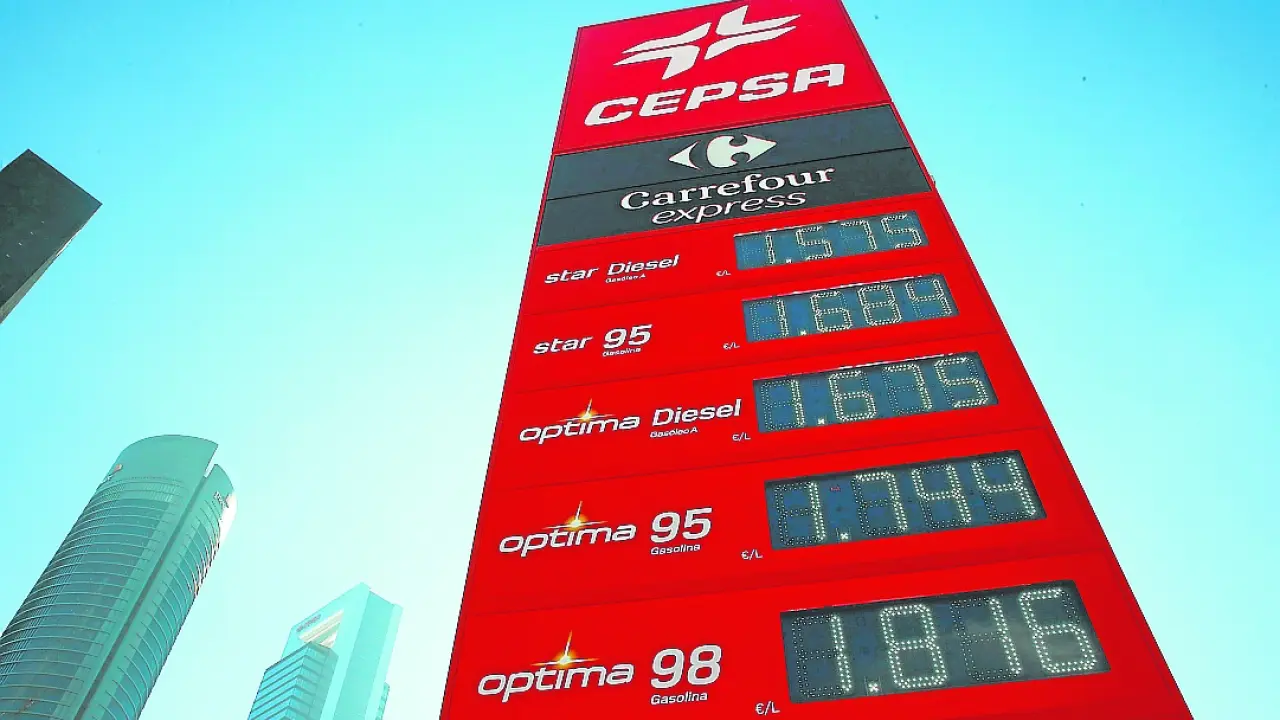 CEPSA
Carrefour
express
star Diesel
Gasóleo A
€/L
1.575
star 95
Gasolina
€/L
1.684
optima Diesel
Gasóleo A
€/L
1.675
optima 95
Gasolina
€/L
1.744
optima 98
Gasolina
€/L
1.816